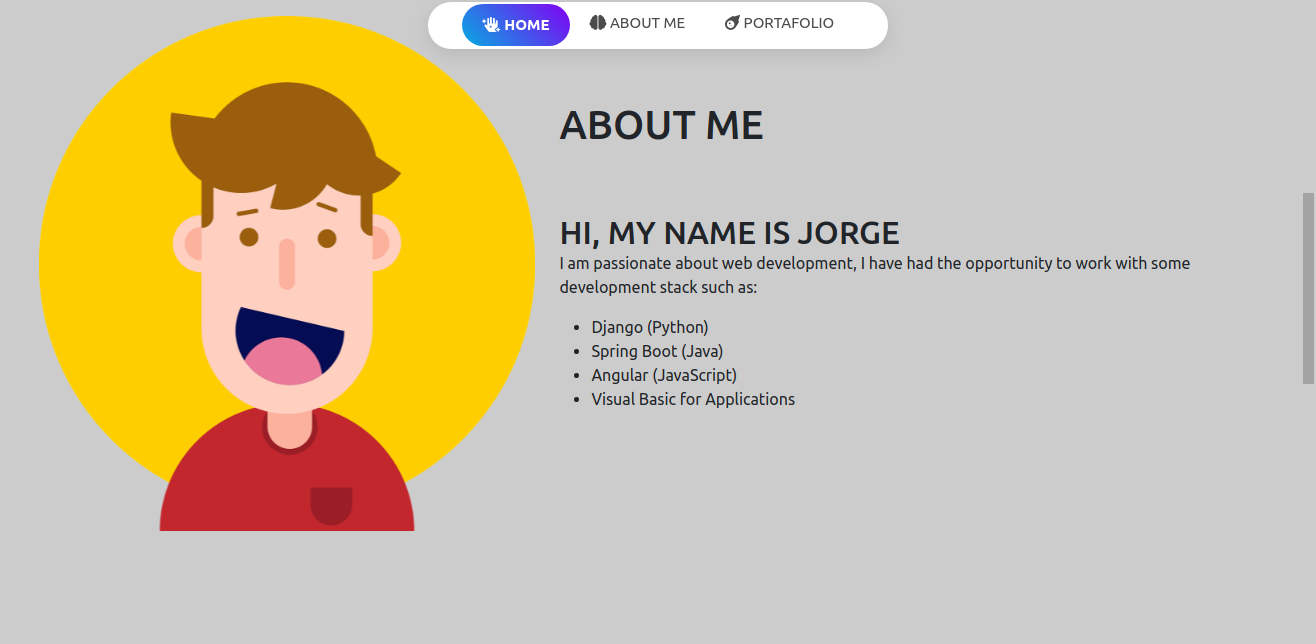 HOME ABOUT ME PORTAFOLIO
ABOUT ME
HI, MY NAME IS JORGE
I am passionate about web development, I have had the opportunity to work with some
development stack such as:
• Django (Python)
• Spring Boot (Java)
• Angular (JavaScript)
• Visual Basic for Applications